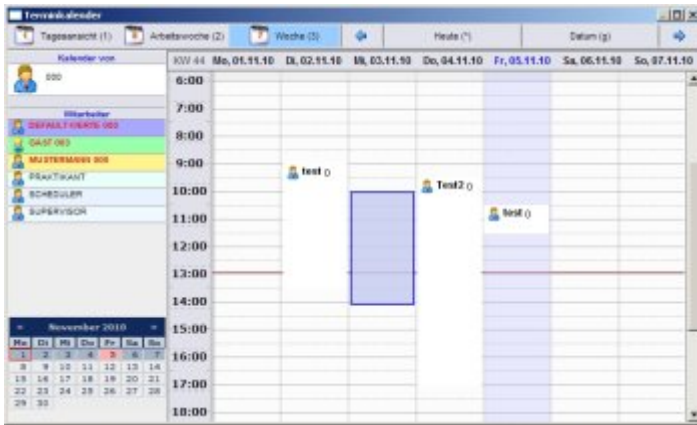 Terminkalender
Tagesansicht (1) Arbeitswoche (2) Woche (3) Heute (*) Datum (g)
Kalender von
000
Mitarbeiter
DEFAULT-WERTE 003
GAST 003
MUSTERMANN 000
PRAKTIKANT
SCHEDULER
SUPERVISOR
KW 44 Mo, 01.11.10 Di, 02.11.10 Mi, 03.11.10 Do, 04.11.10 Fr, 05.11.10 Sa, 06.11.10 So, 07.11.10
6:00
7:00
8:00
9:00
test ()
Test2 ()
10:00
test ()
11:00
12:00
13:00
14:00
15:00
16:00
17:00
18:00
November 2010
Mo Di Mi Do Fr Sa So
1 2 3 4 5 6 7
8 9 10 11 12 13 14
15 16 17 18 19 20 21
22 23 24 25 26 27 28
29 30